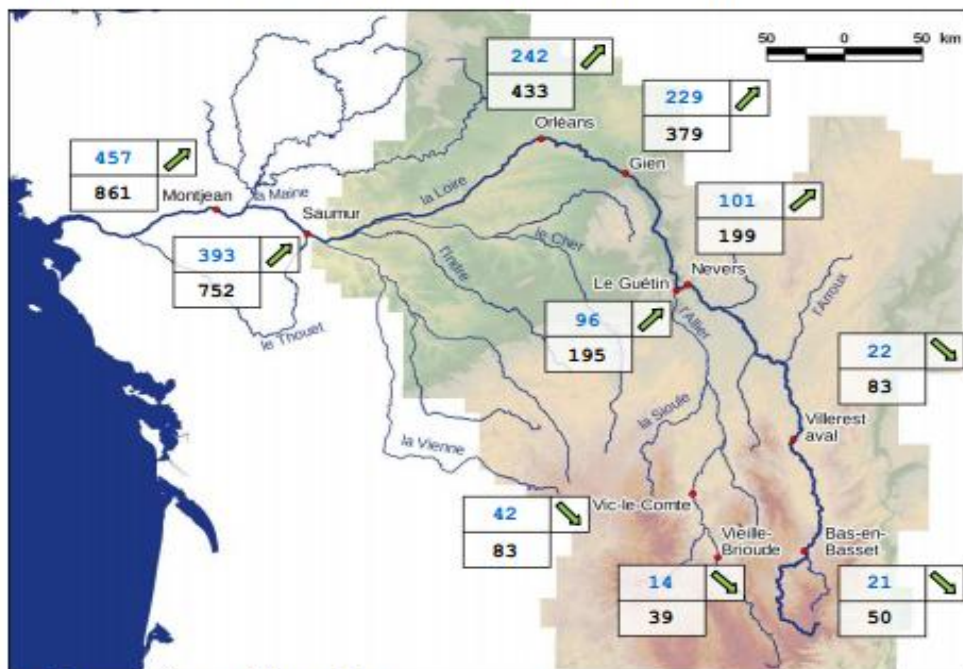 50 0 50
km
242
433
Orléans
229
379
Gien
457
861
Montjean
la Maine
la Loire
Saumur
393
752
le Thouet
101
199
Nevers
le Cher
l'Indre
Le Guétin
l'Allier
l'Arroux
96
195
22
83
Villerest
aval
la Sioule
la Vienne
42
83
Vic-le-Comte
Vieille-
Brioude
Bas-en-
Basset
14
39
21
50